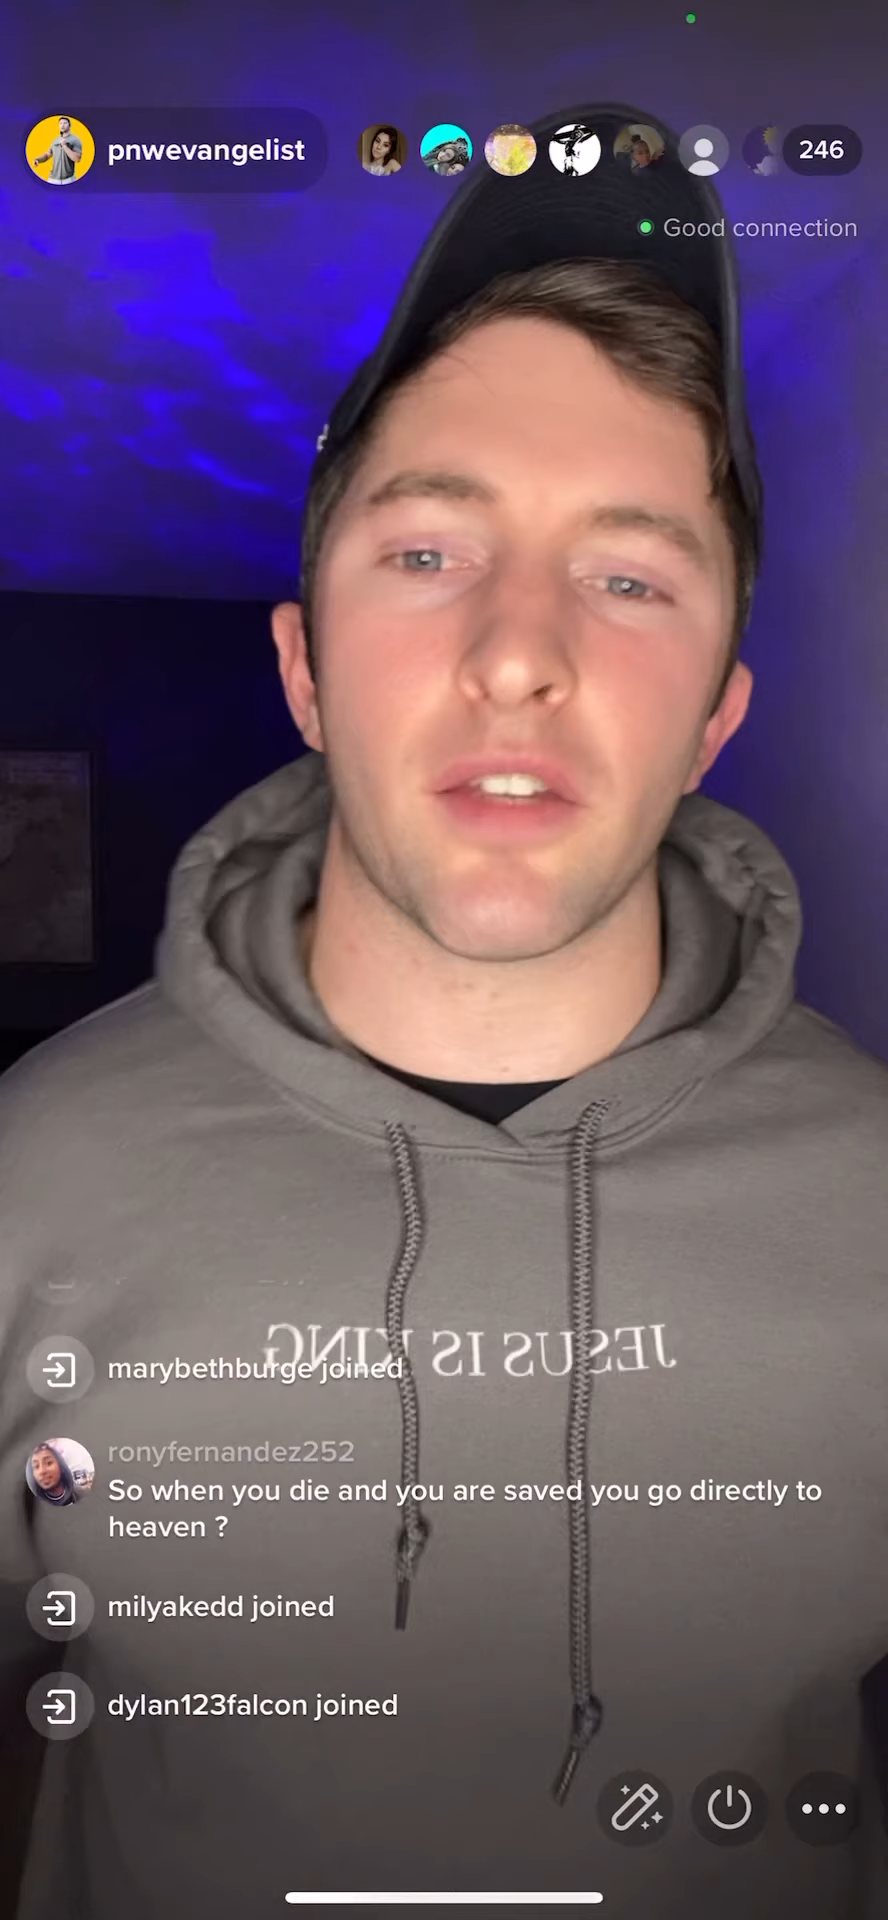 pnwevangelist
246
Good connection
JESUS IS KING
marybethburge joined
ronyfernandez252
So when you die and you are saved you go directly to
heaven ?
milyakedd joined
dylan123falcon joined